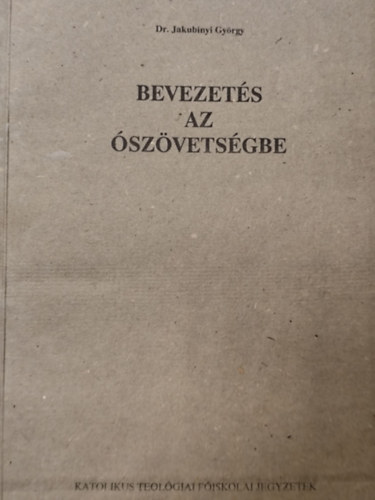 Dr. Jakubinyi György
BEVEZETÉS
AZ
ÓSZÖVETSÉGBE
KATOLIKUS TEOLÓGIAI FŐISKOLAI JEGYZETEK